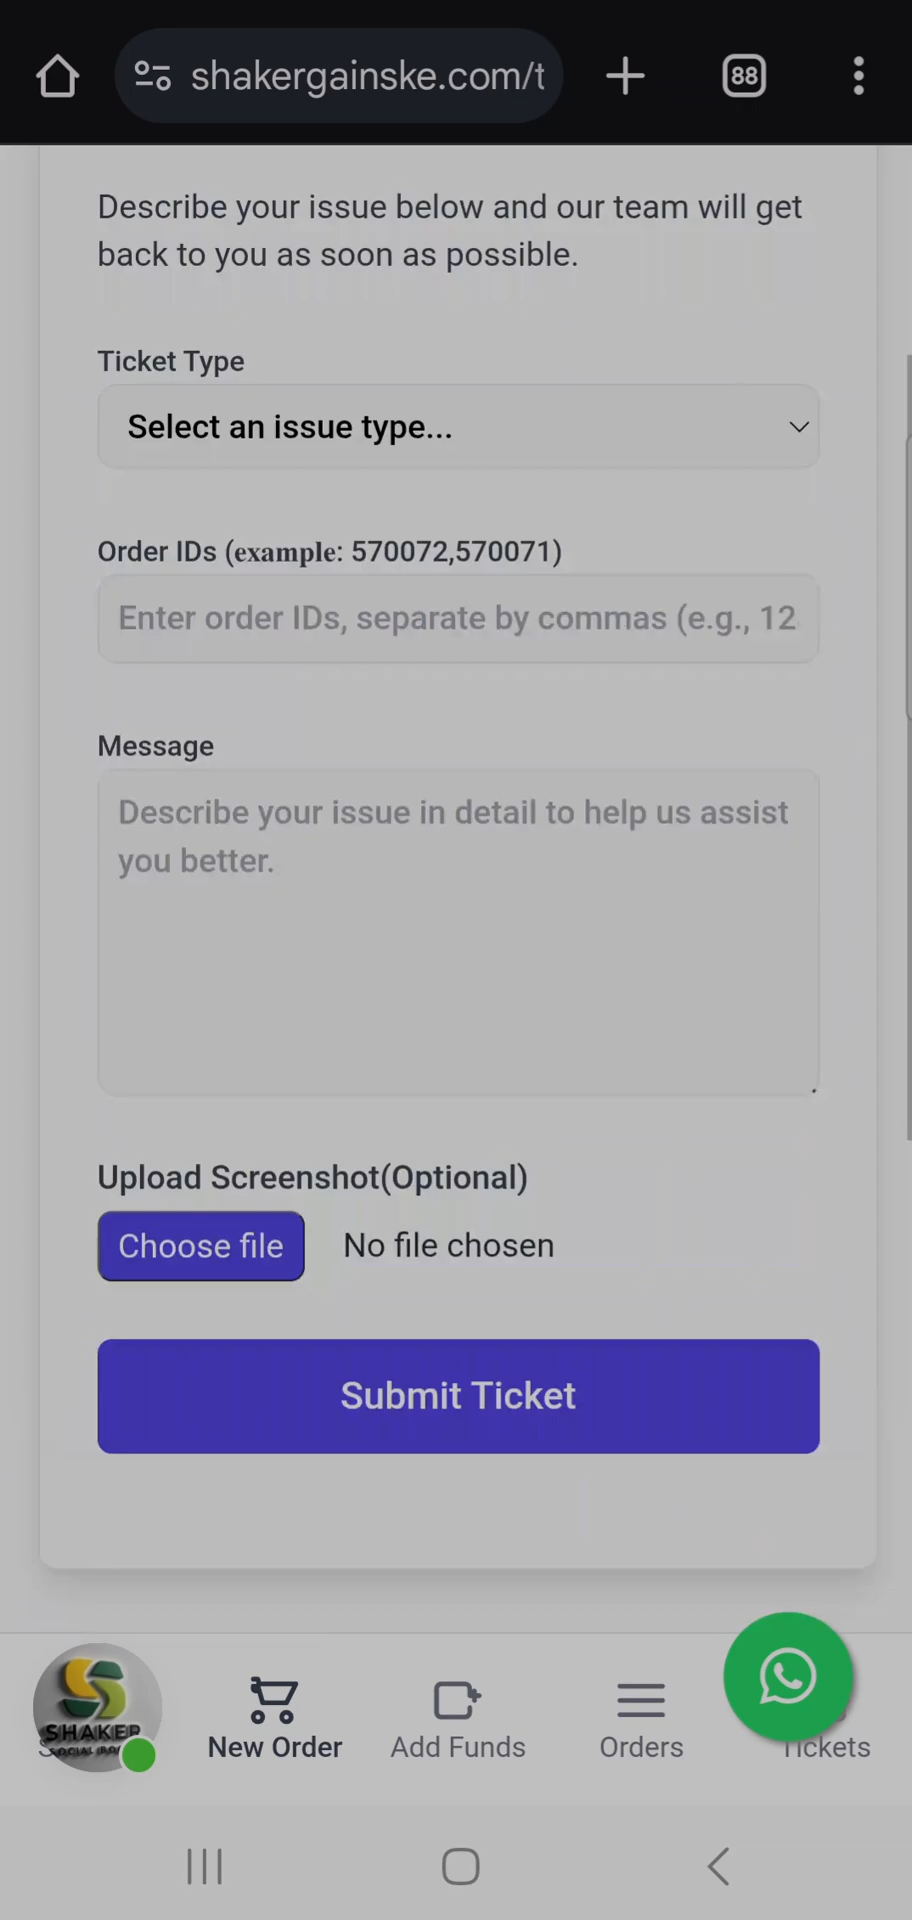 shakergainske.com/t
88
Describe your issue below and our team will get
back to you as soon as possible.
Ticket Type
Select an issue type...
Order IDs (example: 570072,570071)
Enter order IDs, separate by commas (e.g., 12
Message
Describe your issue in detail to help us assist
you better.
Upload Screenshot(Optional)
Choose file
No file chosen
Submit Ticket
SHAKER
New Order
Add Funds
Orders
Tickets